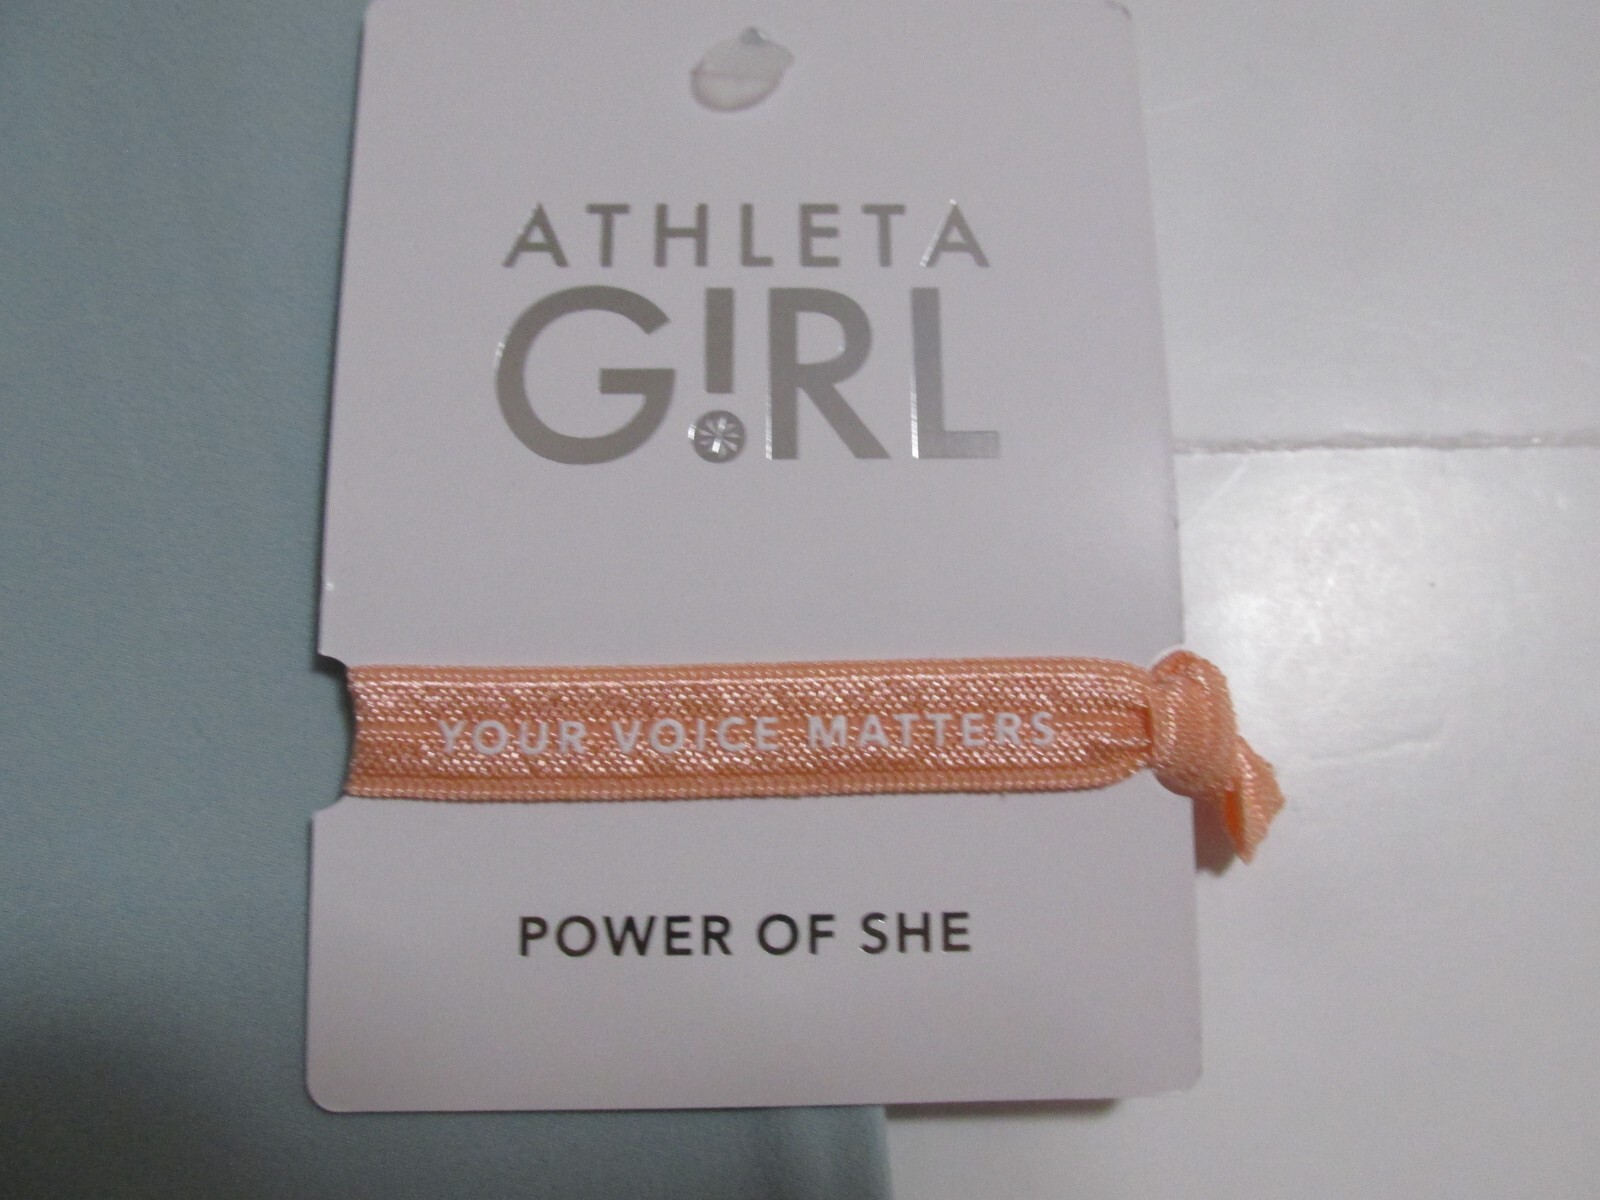 ATHLETA
G!RL
YOUR VOICE MATTERS
POWER OF SHE